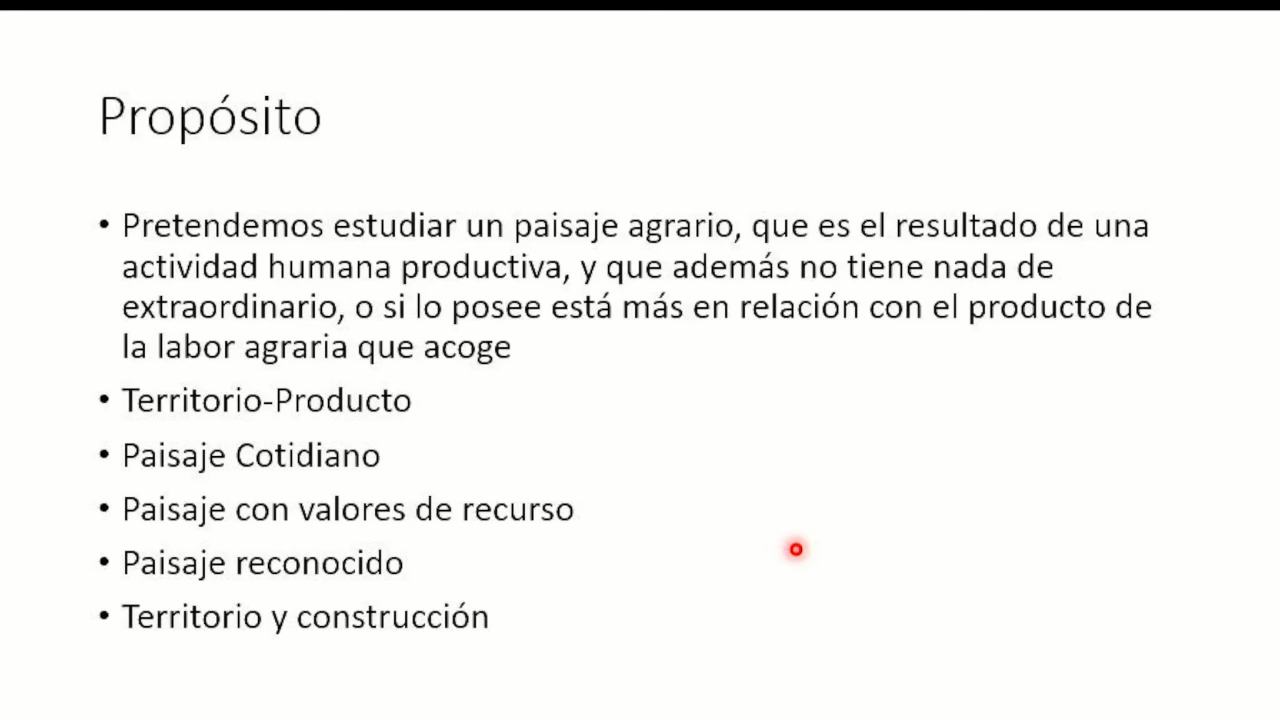 Propósito
• Pretendemos estudiar un paisaje agrario, que es el resultado de una
actividad humana productiva, y que además no tiene nada de
extraordinario, o si lo posee está más en relación con el producto de
la labor agraria que acoge
• Territorio-Producto
• Paisaje Cotidiano
• Paisaje con valores de recurso
• Paisaje reconocido
• Territorio y construcción